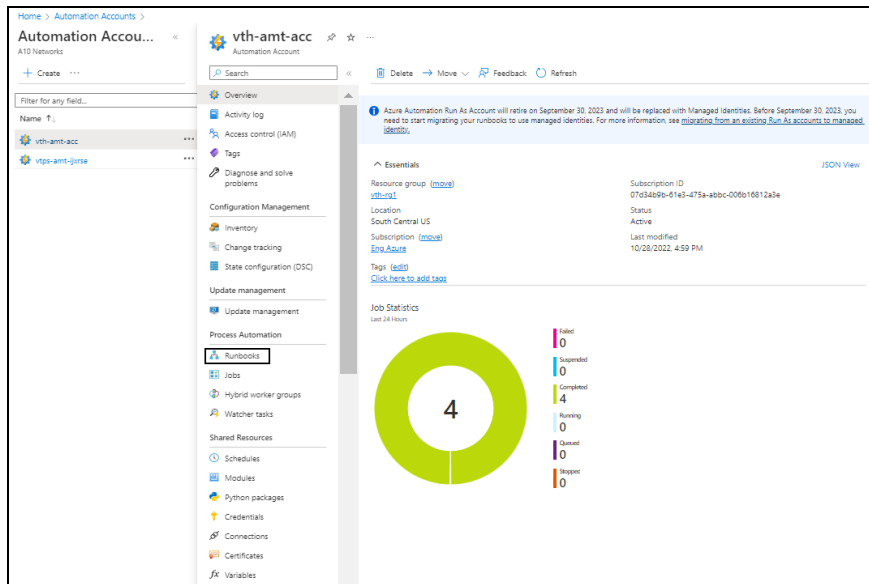 Home > Automation Accounts >
Automation Accou... «
A10 Networks
+ Create ...
Filter for any field...
Name ↑↓
vth-amt-acc ...
vtps-amt-ijxrse ...
vth-amt-acc ...
Automation Account
Search «
Overview
Activity log
Access control (IAM)
Tags
Diagnose and solve
problems
Configuration Management
Inventory
Change tracking
State configuration (DSC)
Update management
Update management
Process Automation
Runbooks
Jobs
Hybrid worker groups
Watcher tasks
Shared Resources
Schedules
Modules
Python packages
Credentials
Connections
Certificates
fx Variables
Delete → Move Feedback Refresh
Azure Automation Run As Account will retire on September 30, 2023 and will be replaced with Managed Identities. Before September 30, 2023, you
need to start migrating your runbooks to use managed identities. For more information, see migrating from an existing Run As accounts to managed
identity.
Essentials JSON View
Resource group (move)
vth-rg1
Location
South Central US
Subscription (move)
Eng Azure
Tags (edit)
Click here to add tags
Subscription ID
07d34b9b-61e3-475a-abbc-006b16812a3e
Status
Active
Last modified
10/28/2022, 4:59 PM
Job Statistics
Last 24 Hours
4
Failed
0
Suspended
0
Completed
4
Running
0
Queued
0
Stopped
0